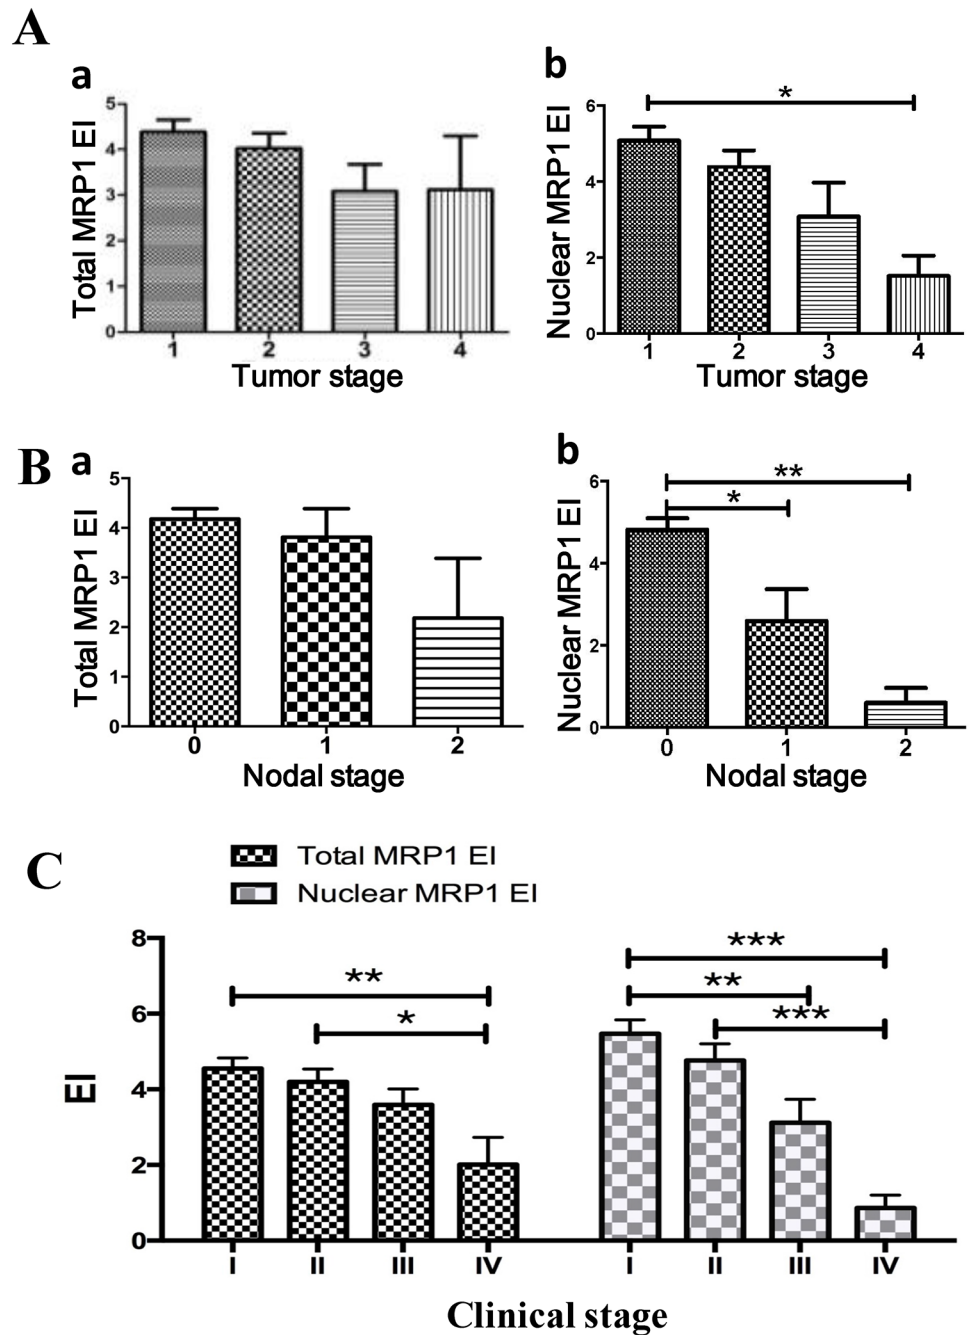 A
a
Total MRP1 EI
5
4
3
2
1
0
1 2 3 4
Tumor stage
b
Nuclear MRP1 EI
6
4
2
0
*
1 2 3 4
Tumor stage
B
a
Total MRP1 EI
5
4
3
2
1
0
0 1 2
Nodal stage
b
Nuclear MRP1 EI
6
4
2
0
**
*
0 1 2
Nodal stage
C
Total MRP1 EI
Nuclear MRP1 EI
EI
8
6
4
2
0
**
*
***
**
***
I II III IV
I II III IV
Clinical stage